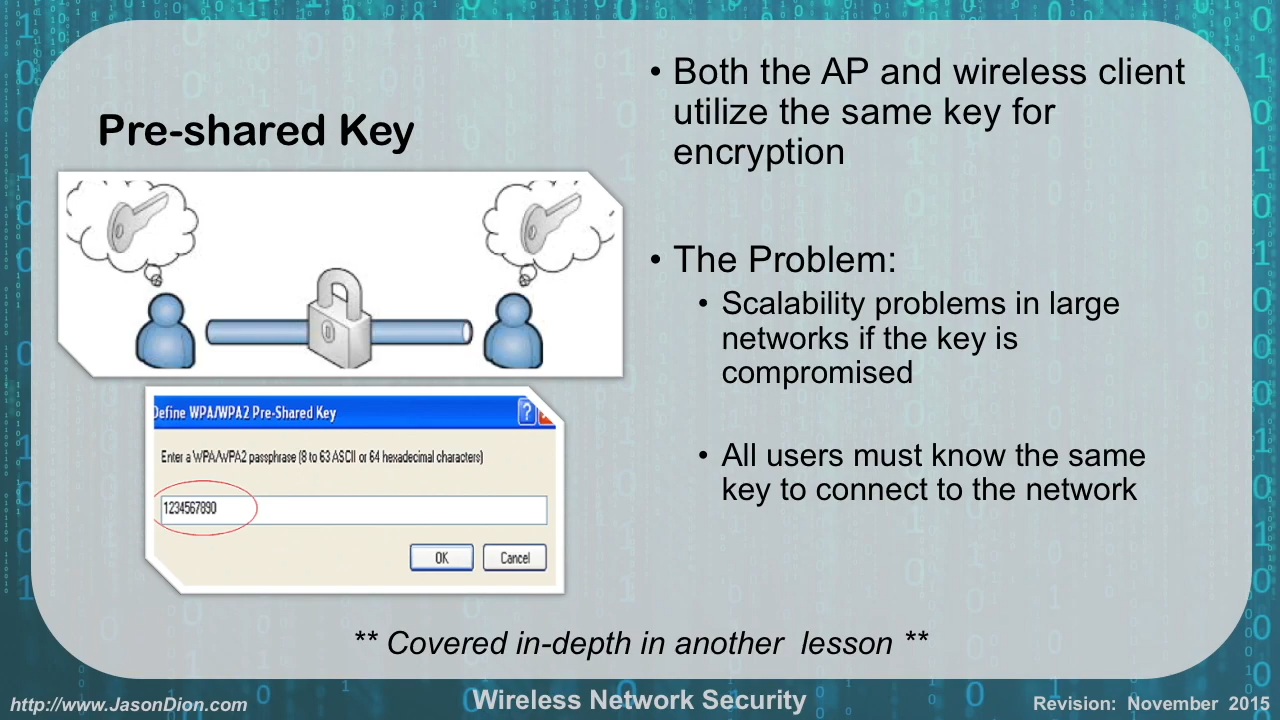 Pre-shared Key
Define WPA/WPA2 Pre-Shared Key
Enter a WPA/WPA2 passphrase (8 to 63 ASCII or 64 hexadecimal characters)
1234567890
OK Cancel
• Both the AP and wireless client
utilize the same key for
encryption
• The Problem:
• Scalability problems in large
networks if the key is
compromised
• All users must know the same
key to connect to the network
** Covered in-depth in another lesson **
http://www.JasonDion.com
Wireless Network Security
Revision: November 2015